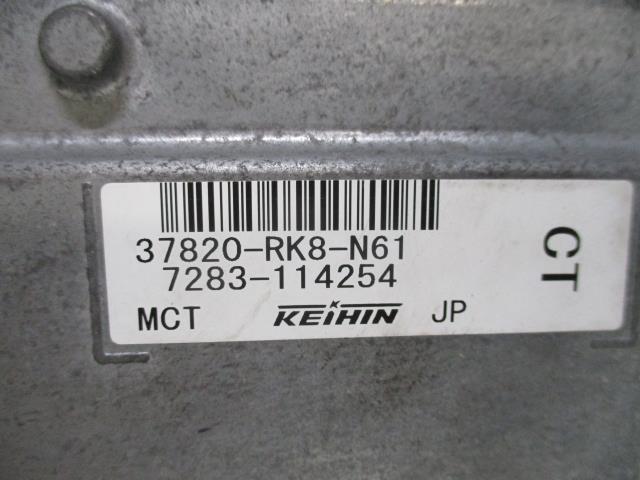 37820-RK8-N61
7283-114254
MCT KEIHIN JP
CT